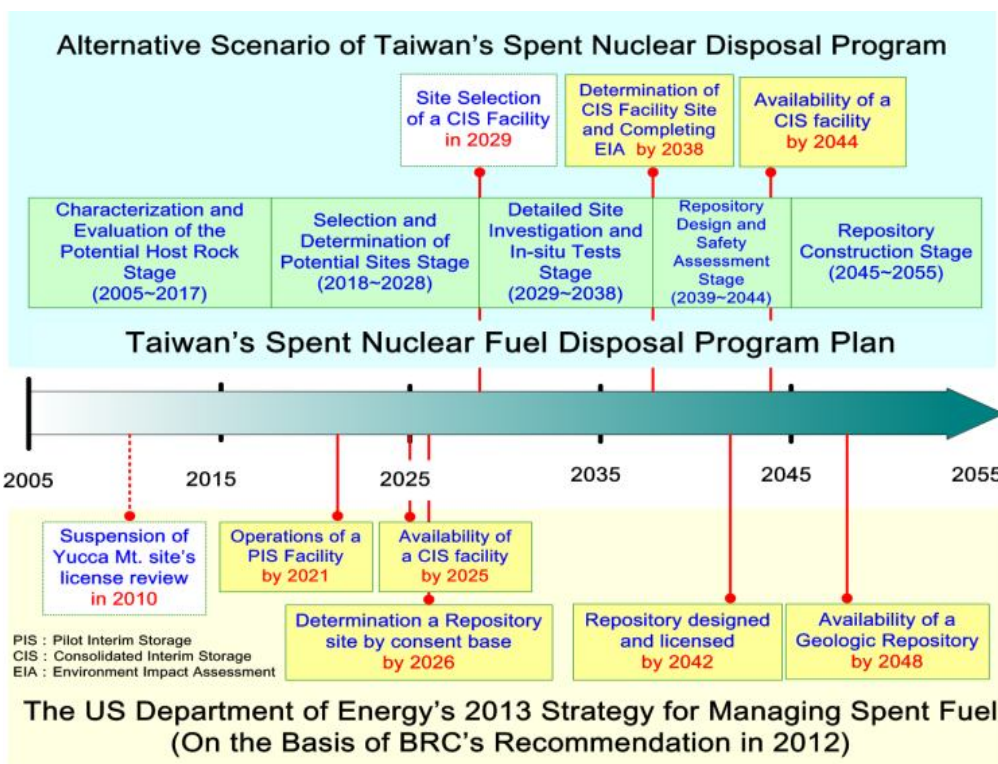 Alternative Scenario of Taiwan's Spent Nuclear Disposal Program
Site Selection
of a CIS Facility
in 2029
Determination of
CIS Facility Site
and Completing
EIA by 2038
Availability of a
CIS facility
by 2044
Characterization and
Evaluation of the
Potential Host Rock
Stage
(2005~2017)
Selection and
Determination of
Potential Sites Stage
(2018~2028)
Detailed Site
Investigation and
In-situ Tests
Stage
(2029~2038)
Repository
Design and
Safety
Assessment
Stage
(2039~2044)
Repository
Construction Stage
(2045~2055)
Taiwan's Spent Nuclear Fuel Disposal Program Plan
2005
2015
2025
2035
2045
2055
Suspension of
Yucca Mt. site's
license review
in 2010
Operations of a
PIS Facility
by 2021
Availability of
a CIS facility
by 2025
Determination a Repository
site by consent base
by 2026
Repository designed
and licensed
by 2042
Availability of a
Geologic Repository
by 2048
PIS : Pilot Interim Storage
CIS : Consolidated Interim Storage
EIA : Environment Impact Assessment
The US Department of Energy's 2013 Strategy for Managing Spent Fuel
(On the Basis of BRC's Recommendation in 2012)